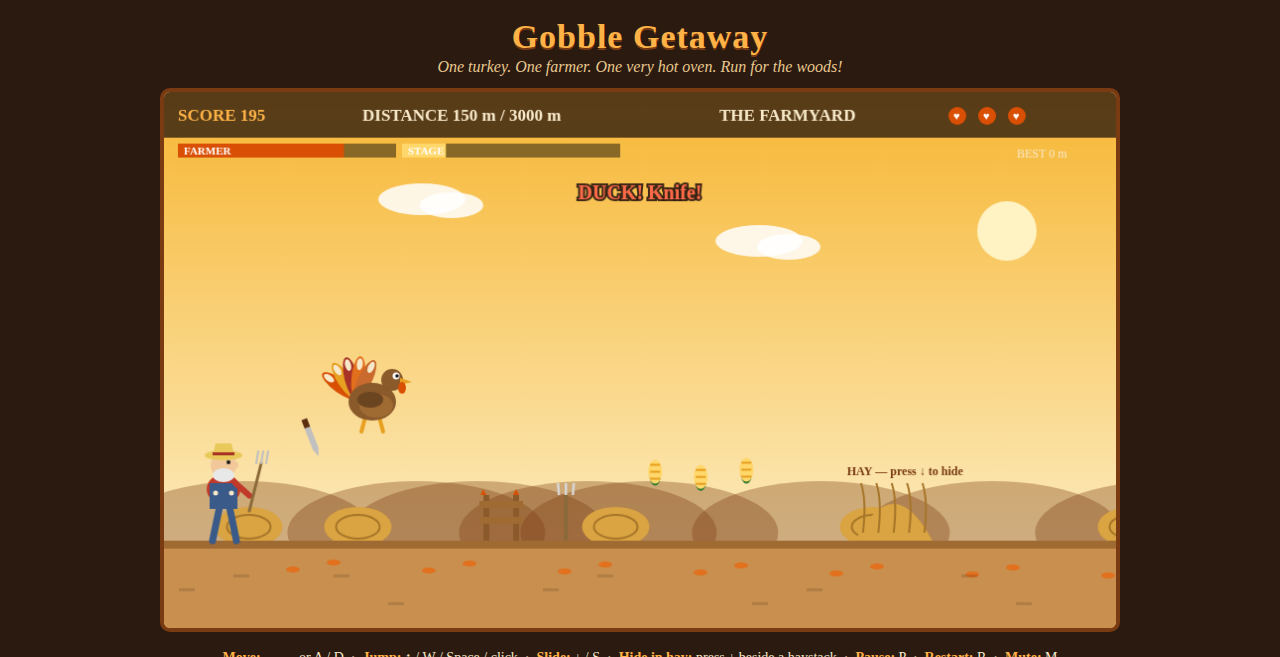 Gobble Getaway
One turkey. One farmer. One very hot oven. Run for the woods!
SCORE 195 DISTANCE 150 m / 3000 m THE FARMYARD ♥ ♥ ♥
FARMER STAGE BEST 0 m
DUCK! Knife!
HAY — press ↓ to hide
Move: or A / D · Jump: ↑ / W / Space / click · Slide: ↓ / S · Hide in hay: press ↓ beside a haystack · Pause: P · Restart: R · Mute: M